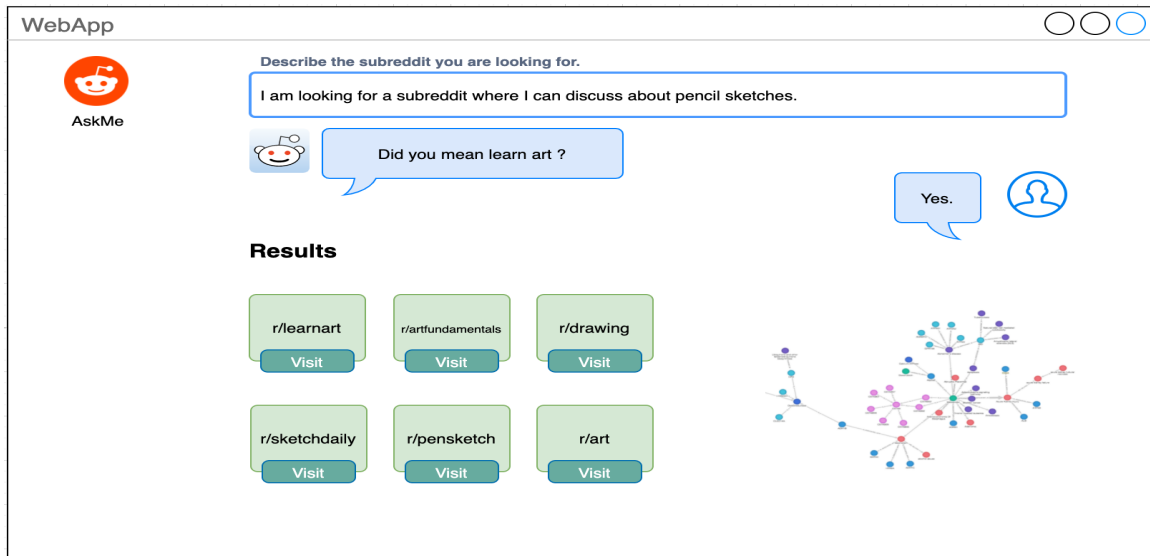 WebApp
Describe the subreddit you are looking for.
I am looking for a subreddit where I can discuss about pencil sketches.
AskMe
Did you mean learn art ?
Yes.
Results
r/learnart
Visit
r/artfundamentals
Visit
r/drawing
Visit
r/sketchdaily
Visit
r/pensketch
Visit
r/art
Visit